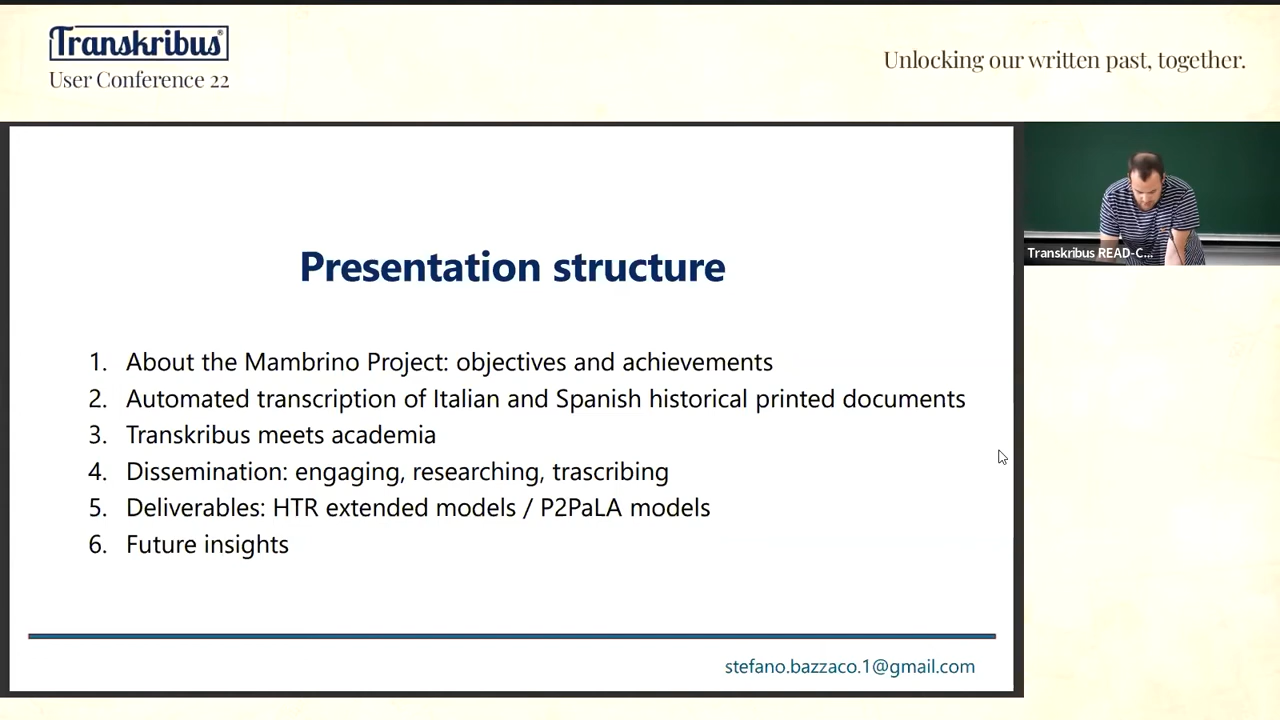 Transkribus®
User Conference 22
Unlocking our written past, together.
Presentation structure
1. About the Mambrino Project: objectives and achievements
2. Automated transcription of Italian and Spanish historical printed documents
3. Transkribus meets academia
4. Dissemination: engaging, researching, trascribing
5. Deliverables: HTR extended models / P2PaLA models
6. Future insights
stefano.bazzaco.1@gmail.com
Transkribus READ-C...